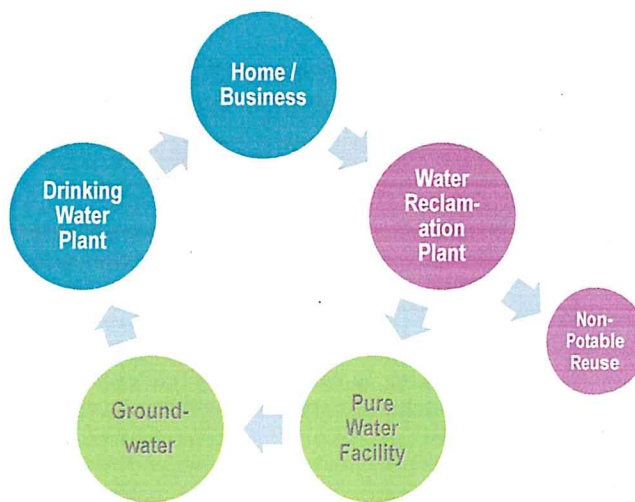 Home /
Business
Drinking
Water
Plant
Water
Reclam-
ation
Plant
Non-
Potable
Reuse
Ground-
water
Pure
Water
Facility